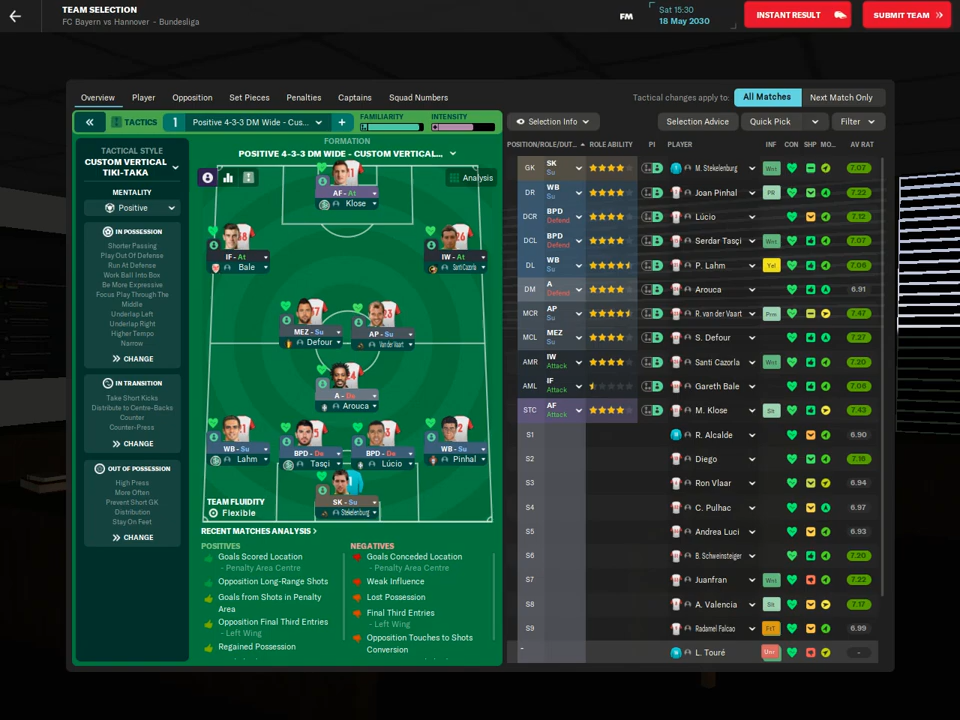 TEAM SELECTION
FC Bayern vs Hannover - Bundesliga
FM
Sat 15:30
18 May 2030
INSTANT RESULT
SUBMIT TEAM
Overview
Player
Opposition
Set Pieces
Penalties
Captains
Squad Numbers
Tactical changes apply to:
All Matches
Next Match Only
TACTICS
1
Positive 4-3-3 DM Wide - Cus...
FAMILIARITY
INTENSITY
Selection Info
Selection Advice
Quick Pick
Filter
TACTICAL STYLE
CUSTOM VERTICAL
TIKI-TAKA
MENTALITY
Positive
IN POSSESSION
Shorter Passing
Play Out Of Defence
Run At Defence
Work Ball Into Box
Be More Expressive
Focus Play Through The
Middle
Underlap Left
Underlap Right
Higher Tempo
Narrow
CHANGE
IN TRANSITION
Take Short Kicks
Distribute to Centre-Backs
Counter
Counter-Press
CHANGE
OUT OF POSSESSION
High Press
More Often
Prevent Short GK
Distribution
Stay On Feet
CHANGE
FORMATION
POSITIVE 4-3-3 DM WIDE - CUSTOM VERTICAL...
Analysis
AF - At
Klose
IF - At
Bale
IW - At
Santi Cazorla
MEZ - Su
Defour
AP - Su
Van der Vaart
A - De
Arouca
WB - Su
Lahm
BPD - De
Tasçi
BPD - De
Lúcio
WB - Su
Pinhal
SK - Su
Stekelenburg
TEAM FLUIDITY
Flexible
RECENT MATCHES ANALYSIS
POSITIVES
Goals Scored Location
- Penalty Area Centre
Opposition Long-Range Shots
Goals from Shots in Penalty
Area
Opposition Final Third Entries
- Left Wing
Regained Possession
NEGATIVES
Goals Conceded Location
- Penalty Area Centre
Weak Influence
Lost Possession
Final Third Entries
- Left Wing
Opposition Touches to Shots
Conversion
POSITION/ROLE/DUT... ROLE ABILITY PI PLAYER INF CON SHP MO... AV RAT
GK SK Su M. Stekelenburg Wnt 7.07
DR WB Su Joan Pinhal PR 7.22
DCR BPD Defend Lúcio 7.12
DCL BPD Defend Serdar Tasçi Wnt 7.07
DL WB Su P. Lahm Yel 7.06
DM A Defend Arouca 6.91
MCR AP Su R. van der Vaart Prm 7.47
MCL MEZ Su S. Defour 7.27
AMR IW Attack Santi Cazorla Wnt 7.20
AML IF Attack Gareth Bale 7.08
STC AF Attack M. Klose Slt 7.43
S1 R. Alcalde 6.90
S2 Diego 7.16
S3 Ron Vlaar 6.94
S4 C. Pulhac 6.97
S5 Andrea Luci 6.93
S6 B. Schweinsteiger 7.20
S7 Juanfran Wnt 7.22
S8 A. Valencia Slt 7.17
S9 Radamel Falcao FrT 6.99
- L. Touré Unr -